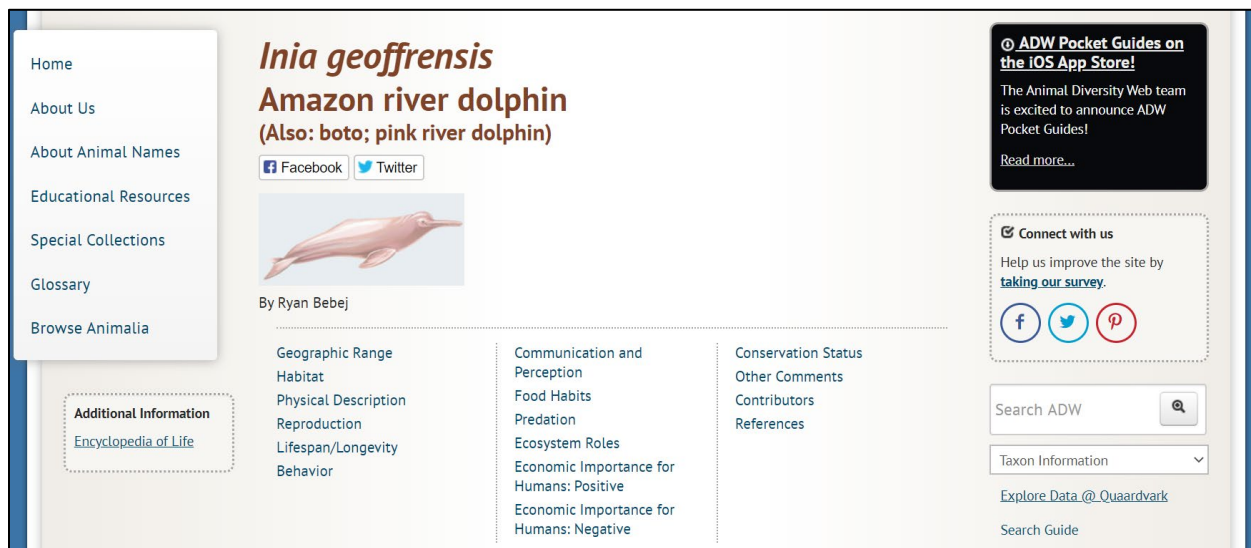 Home
About Us
About Animal Names
Educational Resources
Special Collections
Glossary
Browse Animalia
Additional Information
Encyclopedia of Life
Inia geoffrensis
Amazon river dolphin
(Also: boto; pink river dolphin)
Facebook
Twitter
By Ryan Bebej
Geographic Range
Habitat
Physical Description
Reproduction
Lifespan/Longevity
Behavior
Communication and
Perception
Food Habits
Predation
Ecosystem Roles
Economic Importance for
Humans: Positive
Economic Importance for
Humans: Negative
Conservation Status
Other Comments
Contributors
References
ADW Pocket Guides on
the iOS App Store!
The Animal Diversity Web team
is excited to announce ADW
Pocket Guides!
Read more...
Connect with us
Help us improve the site by
taking our survey.
Search ADW
Taxon Information
Explore Data @ Quaardvark
Search Guide